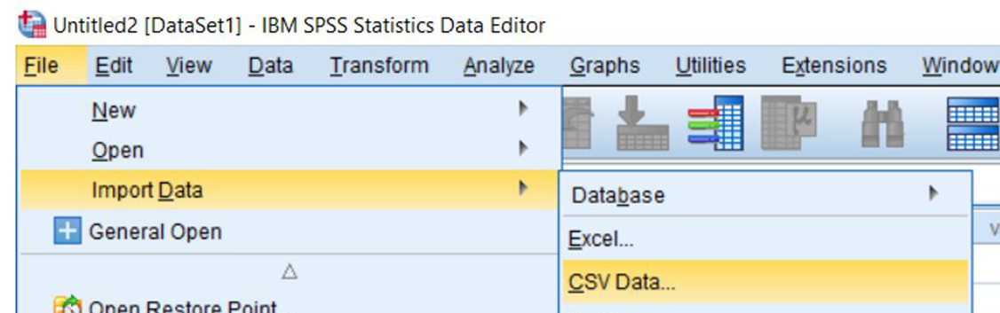 Untitled2 [DataSet1] - IBM SPSS Statistics Data Editor
File Edit View Data Transform Analyze Graphs Utilities Extensions Window
New
Open
Import Data
General Open
Open Restore Point
Database
Excel...
CSV Data...